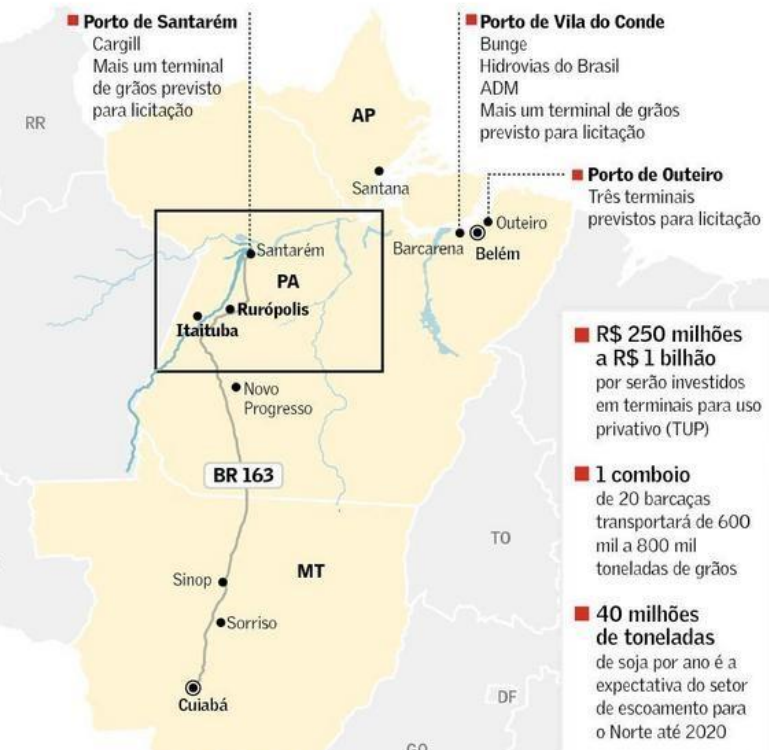 Porto de Santarém
Cargill
Mais um terminal
de grãos previsto
para licitação
Porto de Vila do Conde
Bunge
Hidrovias do Brasil
ADM
Mais um terminal de grãos
previsto para licitação
Porto de Outeiro
Três terminais
previstos para licitação
RR
AP
Santana
Outeiro
Barcarena
Belém
Santarém
PA
Rurópolis
Itaituba
Novo
Progresso
BR 163
MT
Sinop
Sorriso
Cuiabá
TO
DF
GO
R$ 250 milhões
a R$ 1 bilhão
por serão investidos
em terminais para uso
privativo (TUP)
1 comboio
de 20 barcaças
transportará de 600
mil a 800 mil
toneladas de grãos
40 milhões
de toneladas
de soja por ano é a
expectativa do setor
de escoamento para
o Norte até 2020